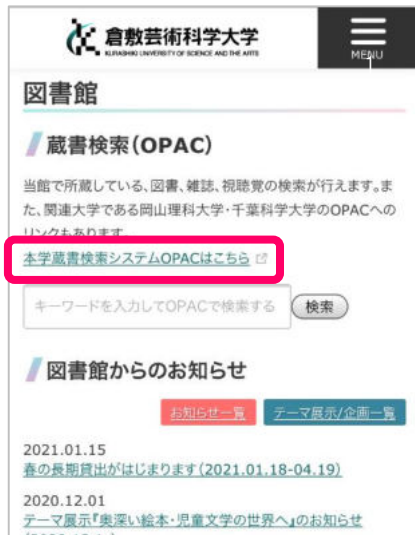 倉敷芸術科学大学
KURASHIKI UNIVERSITY OF SCIENCE AND THE ARTS
MENU
図書館
蔵書検索（OPAC）
当館で所蔵している、図書、雑誌、視聴覚の検索が行えます。ま
た、関連大学である岡山理科大学・千葉科学大学のOPACへの
リンクもあります
本学蔵書検索システムOPACはこちら
キーワードを入力してOPACで検索する
検索
図書館からのお知らせ
お知らせ一覧
テーマ展示/企画一覧
2021.01.15
春の長期貸出がはじまります（2021.01.18-04.19）
2020.12.01
テーマ展示『奥深い絵本・児童文学の世界へ』のお知らせ